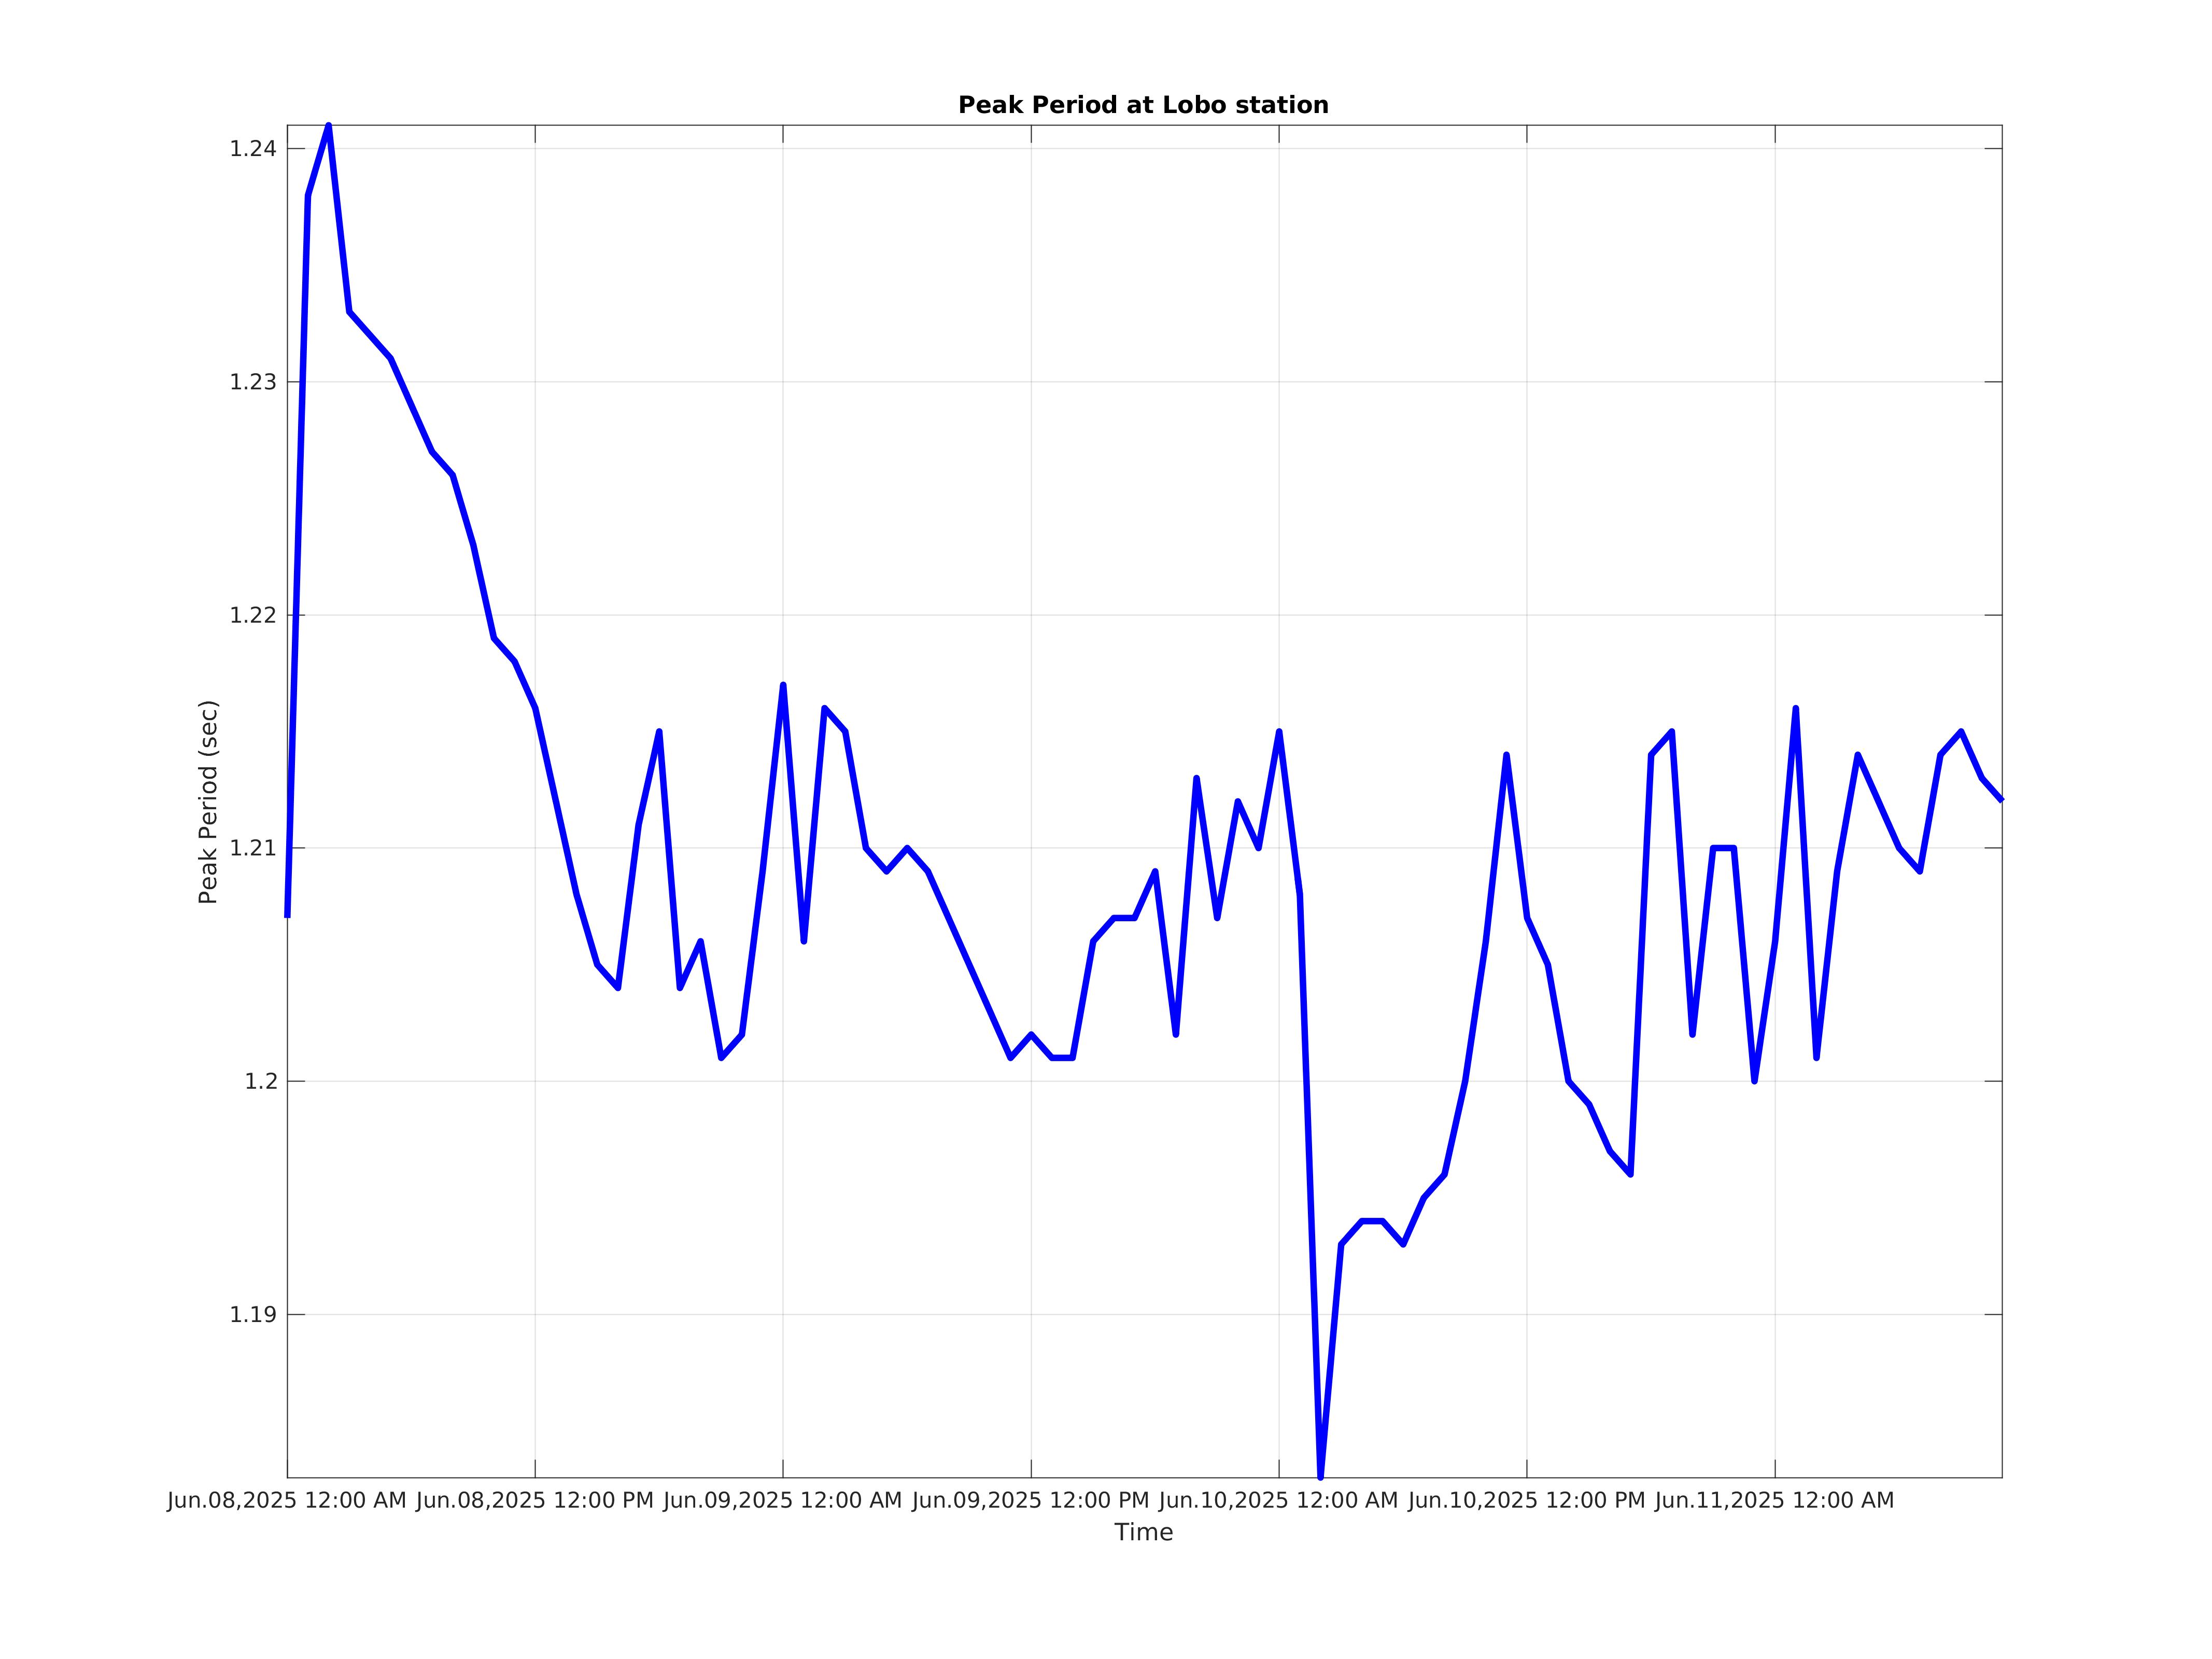 Peak Period at Lobo station
Peak Period (sec)
1.24
1.23
1.22
1.21
1.2
1.19
Jun.08,2025 12:00 AM Jun.08,2025 12:00 PM Jun.09,2025 12:00 AM Jun.09,2025 12:00 PM Jun.10,2025 12:00 AM Jun.10,2025 12:00 PM Jun.11,2025 12:00 AM
Time